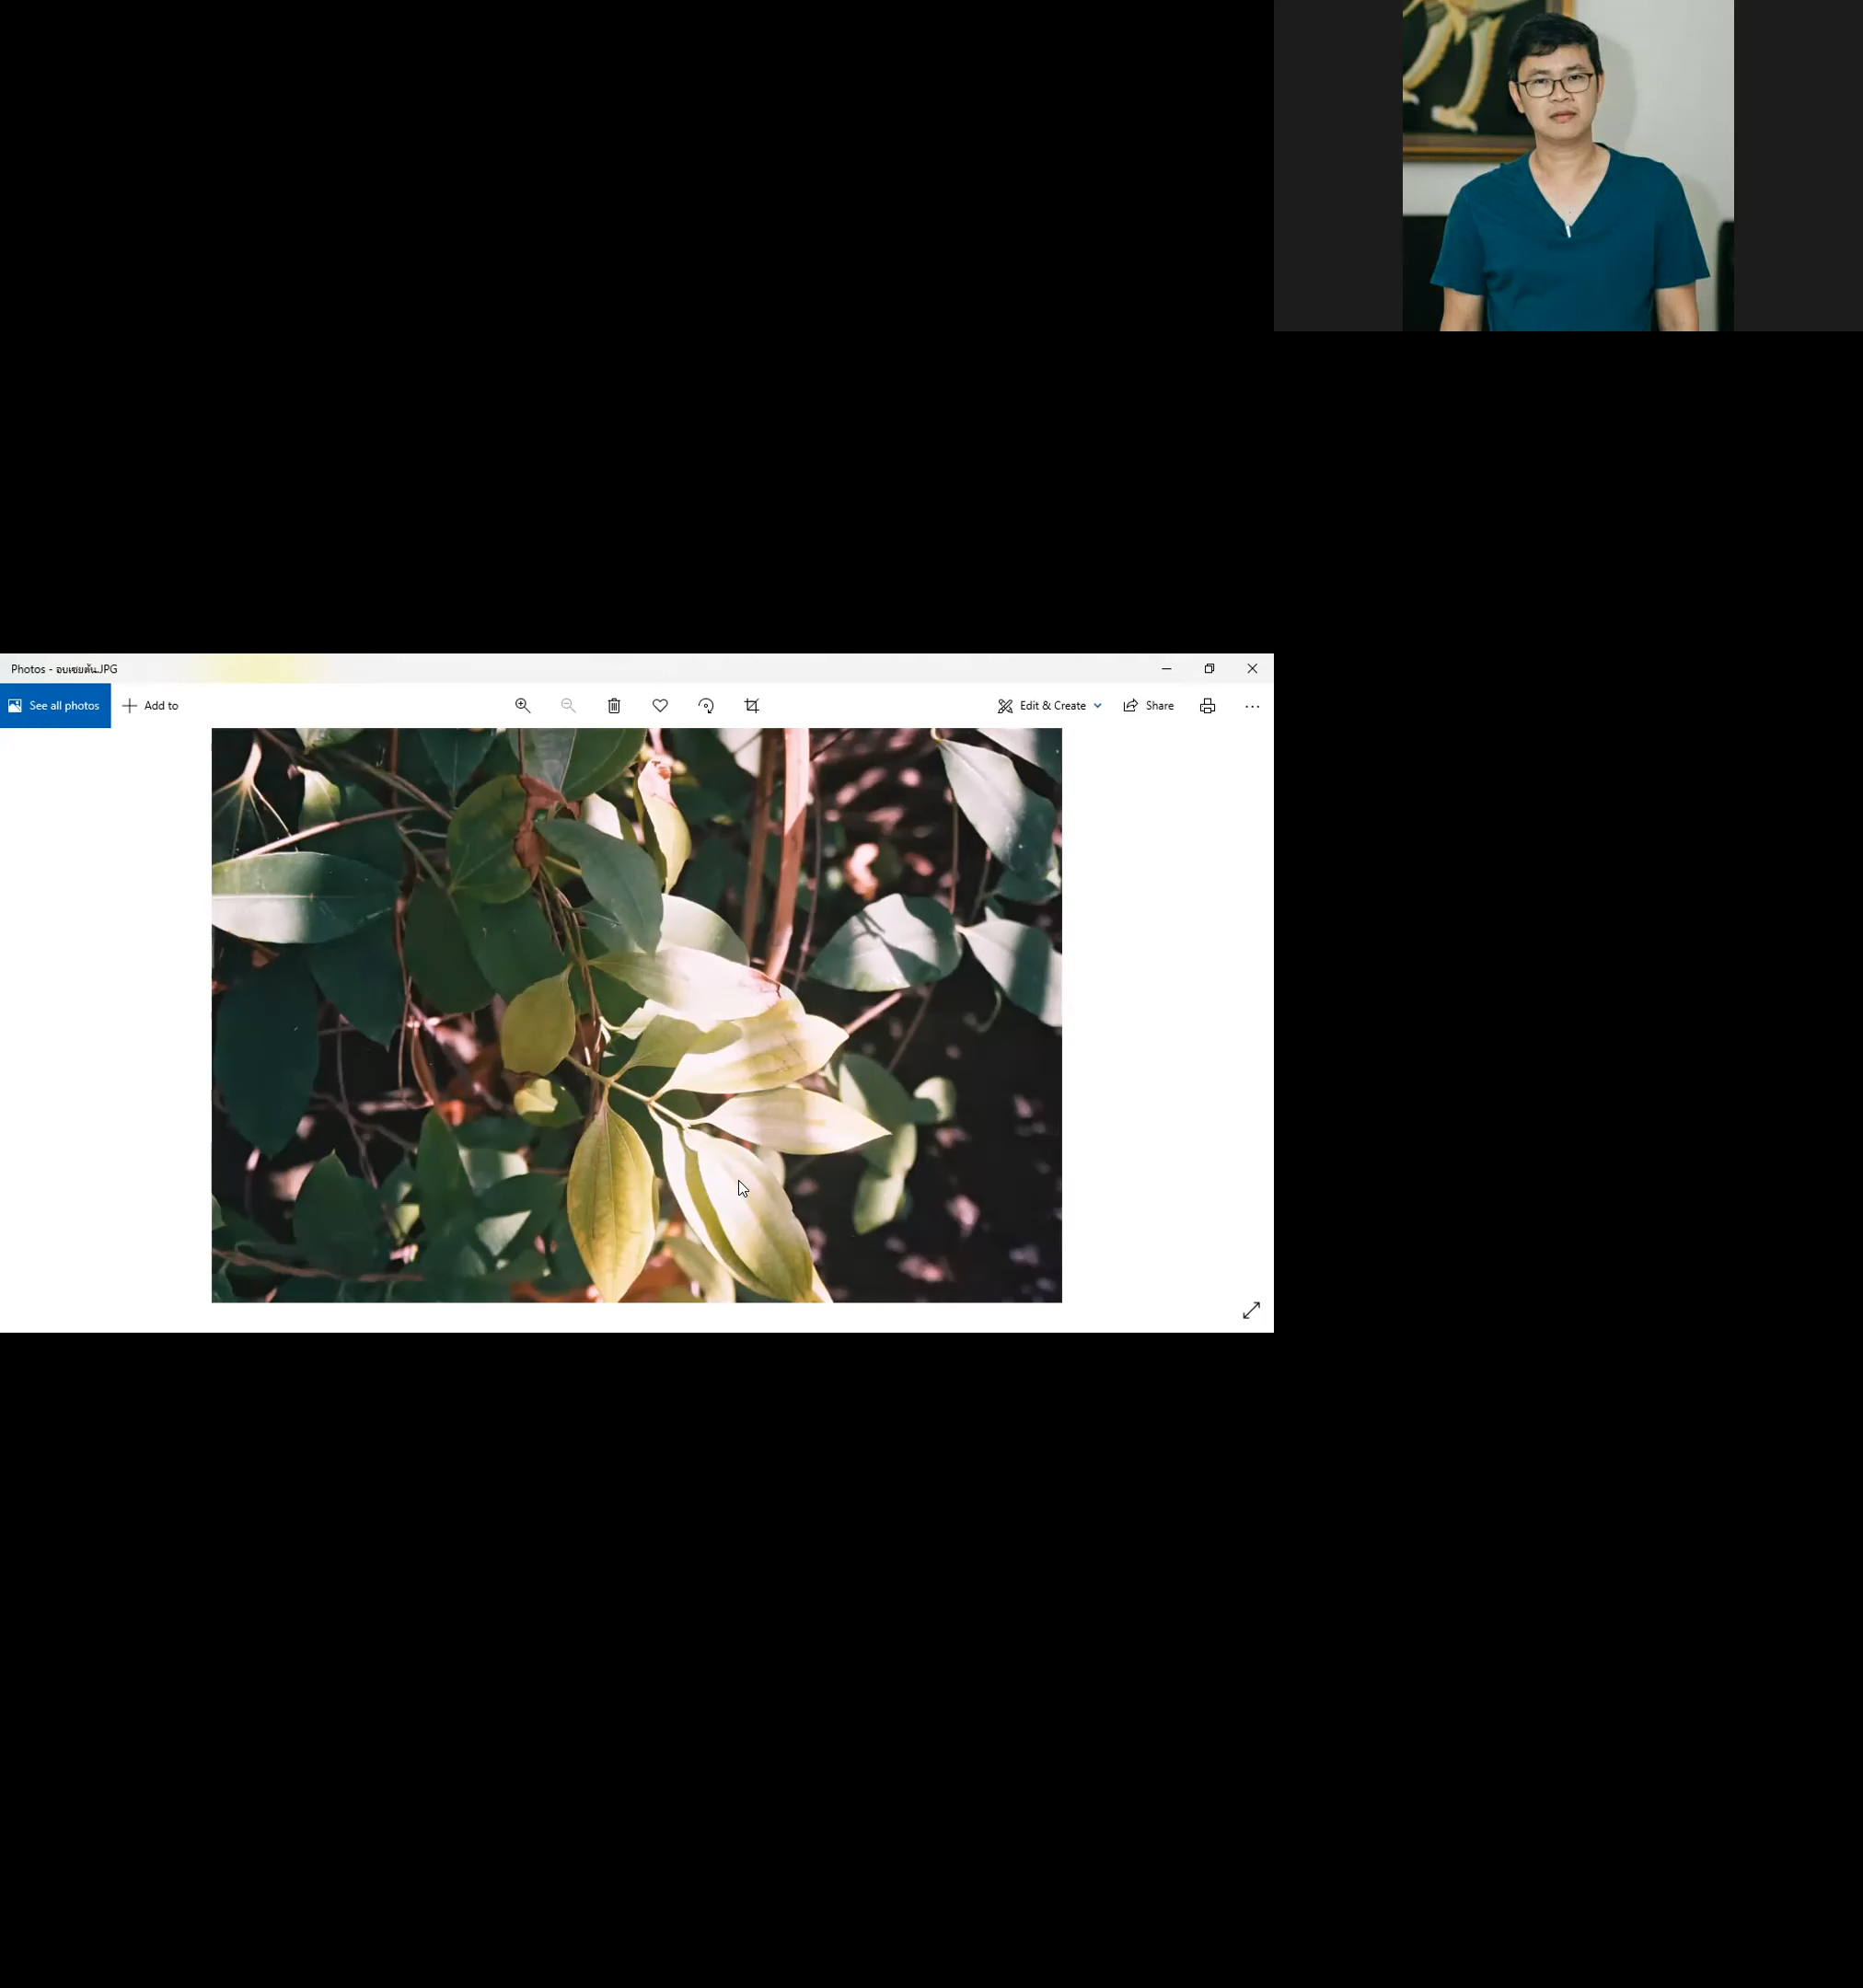 Photos - อบเชยต้น.JPG
See all photos
Add to
Edit & Create
Share